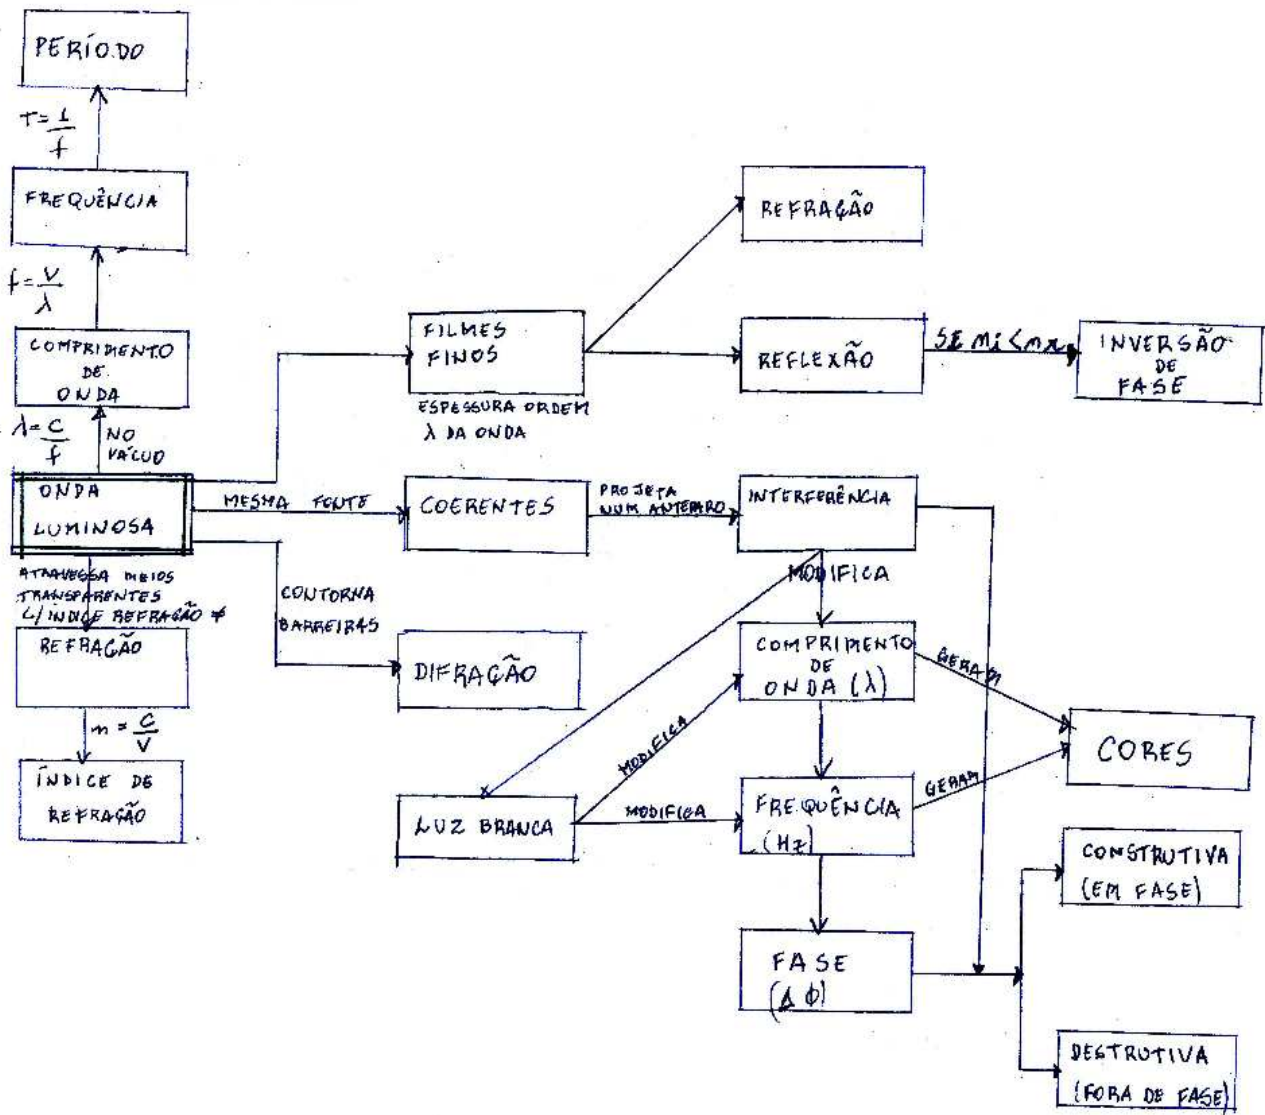 PERÍODO
T=1/f
FREQUÊNCIA
f=V/λ
COMPRIMENTO
DE
ONDA
λ=C/f
NO
VÁCUO
ONDA
LUMINOSA
ATRAVESSA MEIOS
TRANSPARENTES
C/ ÍNDICE REFRAÇÃO ≠
REFRAÇÃO
n=C/V
ÍNDICE DE
REFRAÇÃO
FILMES
FINOS
ESPESSURA ORDEM
λ DA ONDA
REFRAÇÃO
REFLEXÃO
SE ni<nr
INVERSÃO
DE
FASE
MESMA FONTE
COERENTES
PROJETA
NUM ANTEPARO
INTERFERÊNCIA
CONTORNA
BARREIRAS
DIFRAÇÃO
MODIFICA
COMPRIMENTO
DE
ONDA (λ)
GERAM
CORES
LUZ BRANCA
MODIFICA
MODIFICA
FREQUÊNCIA
(Hz)
GERAM
FASE
(Δ ϕ)
CONSTRUTIVA
(EM FASE)
DESTRUTIVA
(FORA DE FASE)